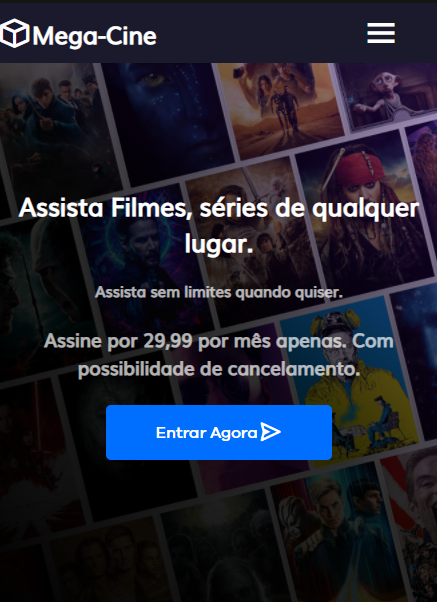 Mega-Cine
Assista Filmes, séries de qualquer
lugar.
Assista sem limites quando quiser.
Assine por 29,99 por mês apenas. Com
possibilidade de cancelamento.
Entrar Agora